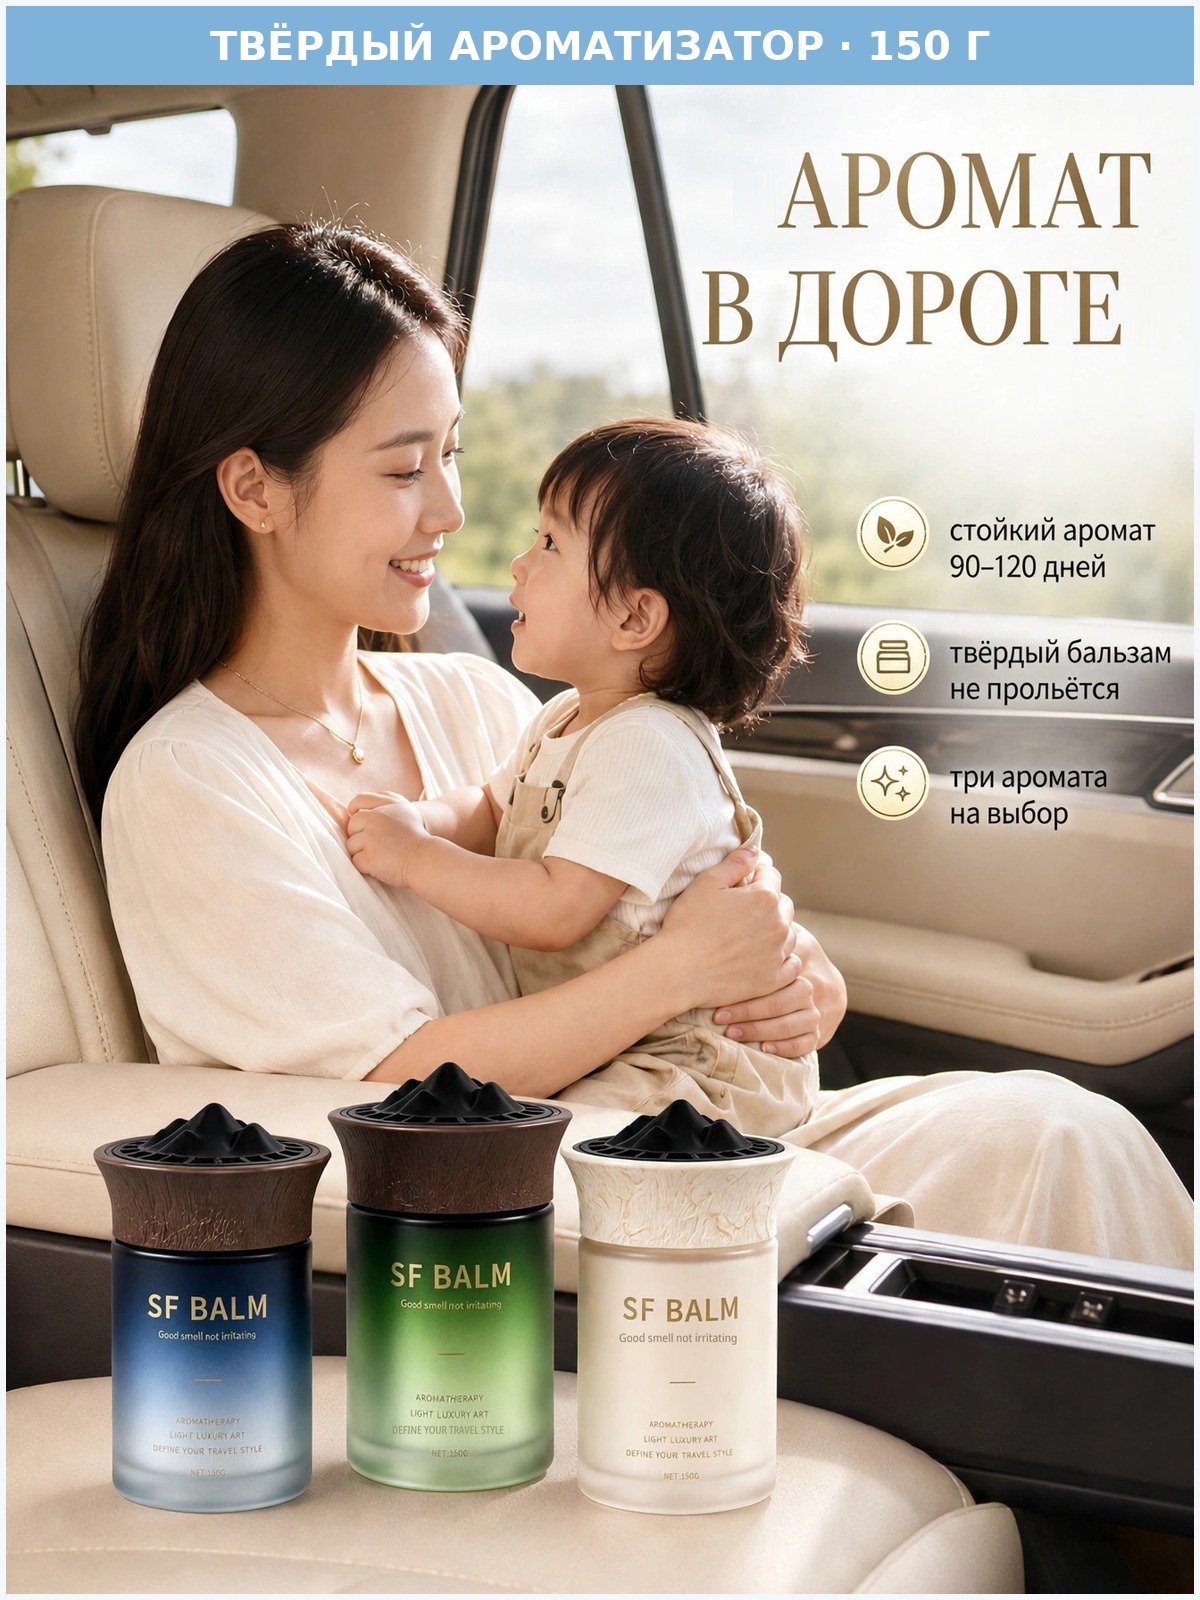 ТВЁРДЫЙ АРОМАТИЗАТОР · 150 Г
АРОМАТ
В ДОРОГЕ
стойкий аромат
90–120 дней
твёрдый бальзам
не прольётся
три аромата
на выбор
SF BALM
Good smell not irritating
AROMATHERAPY
LIGHT LUXURY ART
DEFINE YOUR TRAVEL STYLE
NET:150G
SF BALM
Good smell not irritating
AROMATHERAPY
LIGHT LUXURY ART
DEFINE YOUR TRAVEL STYLE
NET:150G
SF BALM
Good smell not irritating
AROMATHERAPY
LIGHT LUXURY ART
DEFINE YOUR TRAVEL STYLE
NET:150G